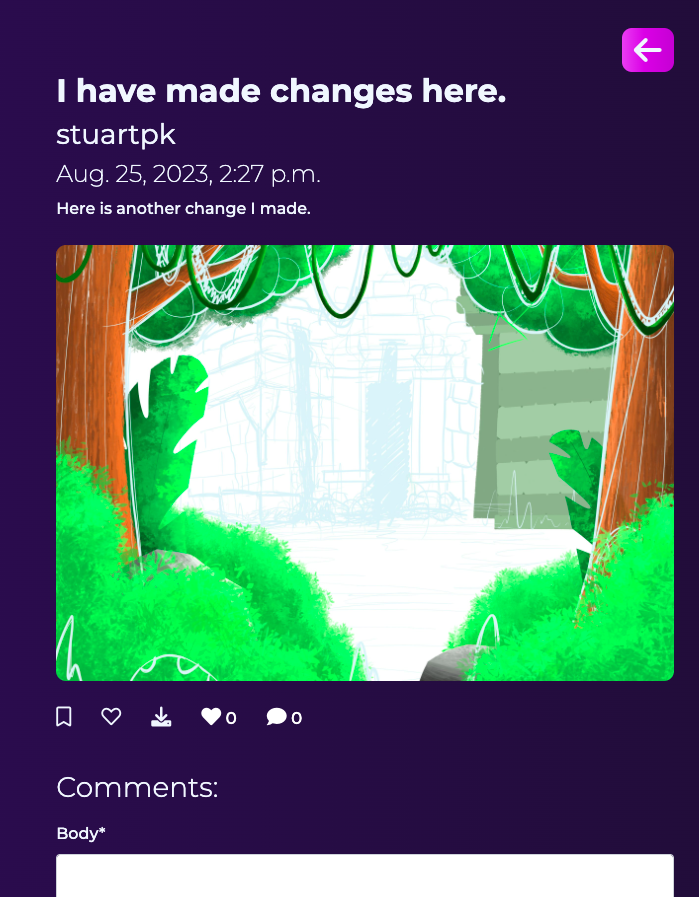 I have made changes here.
stuartpk
Aug. 25, 2023, 2:27 p.m.
Here is another change I made.
0 0
Comments:
Body*